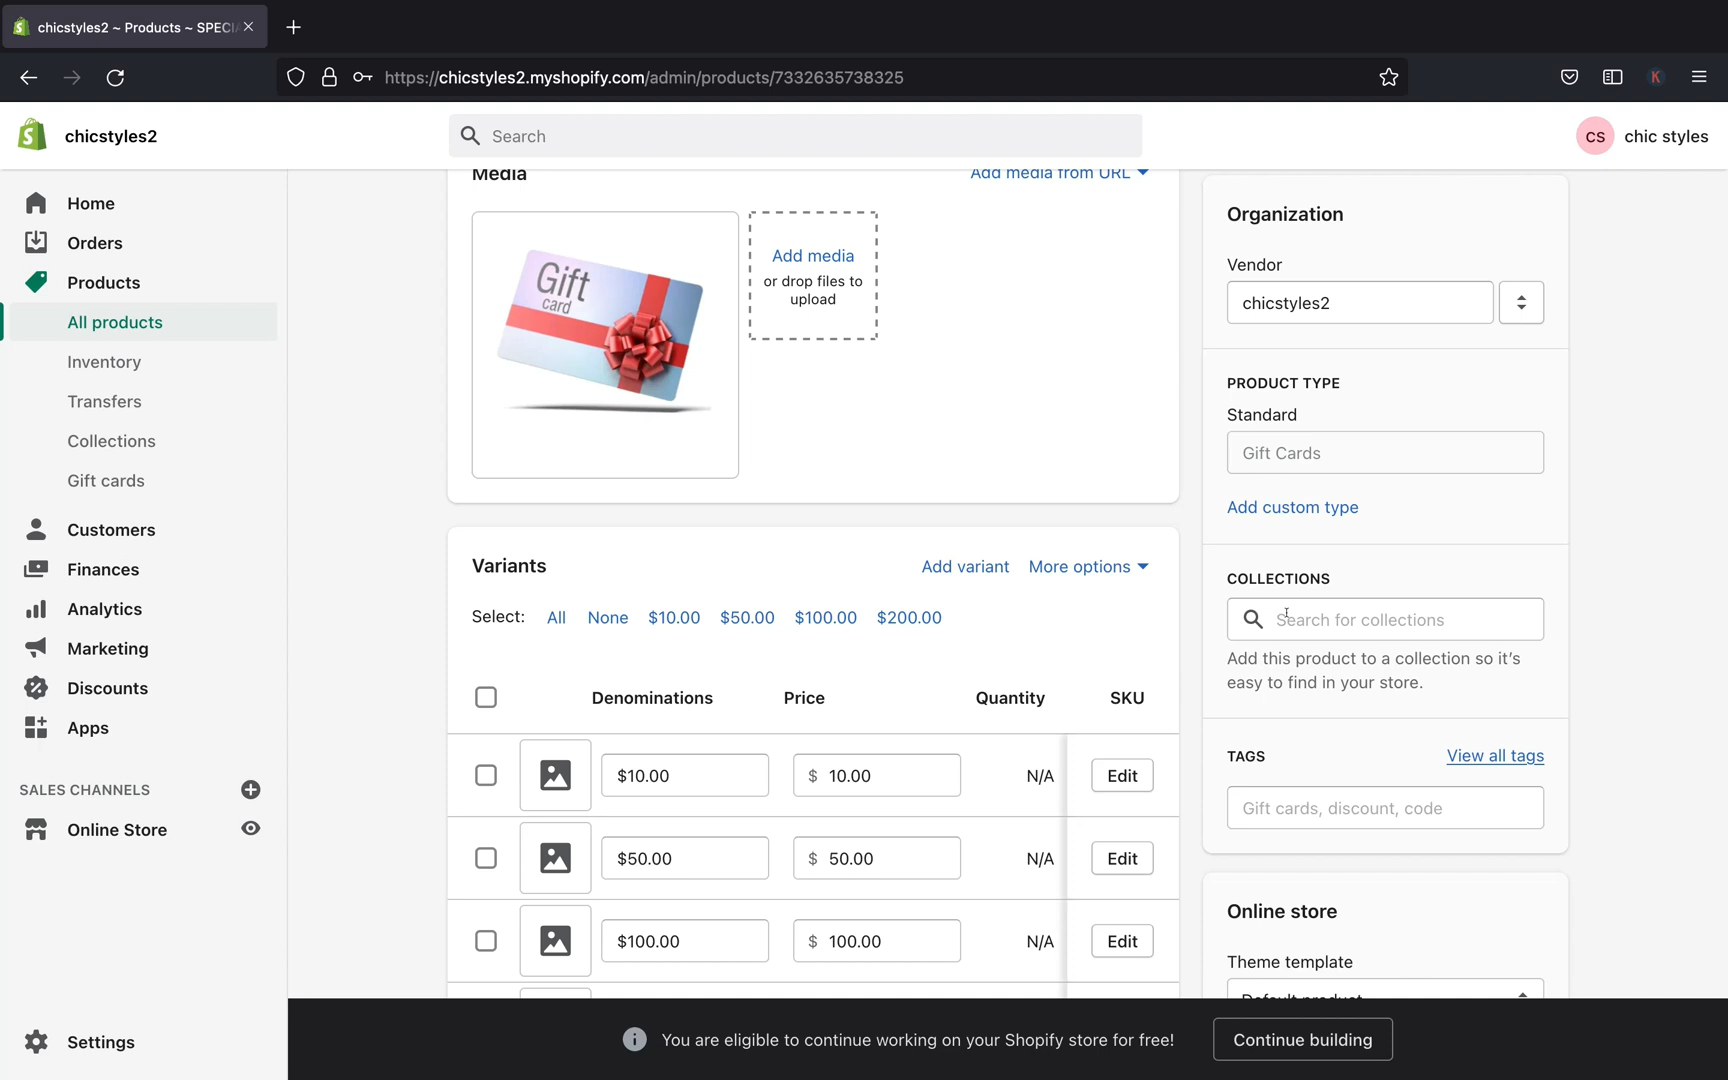 chicstyles2 ~ Products ~ SPECI
https://chicstyles2.myshopify.com/admin/products/7332635738325
K
chicstyles2
Search
CS
chic styles
Home
Orders
Products
All products
Inventory
Transfers
Collections
Gift cards
Customers
Finances
Analytics
Marketing
Discounts
Apps
SALES CHANNELS
Online Store
Settings
Media
Add media from URL
Gift
card
Add media
or drop files to
upload
Variants
Add variant More options
Select: All None $10.00 $50.00 $100.00 $200.00
Denominations Price Quantity SKU
$10.00 $ 10.00 N/A Edit
$50.00 $ 50.00 N/A Edit
$100.00 $ 100.00 N/A Edit
Organization
Vendor
chicstyles2
PRODUCT TYPE
Standard
Gift Cards
Add custom type
COLLECTIONS
Search for collections
Add this product to a collection so it's
easy to find in your store.
TAGS View all tags
Gift cards, discount, code
Online store
Theme template
Default product
You are eligible to continue working on your Shopify store for free!
Continue building